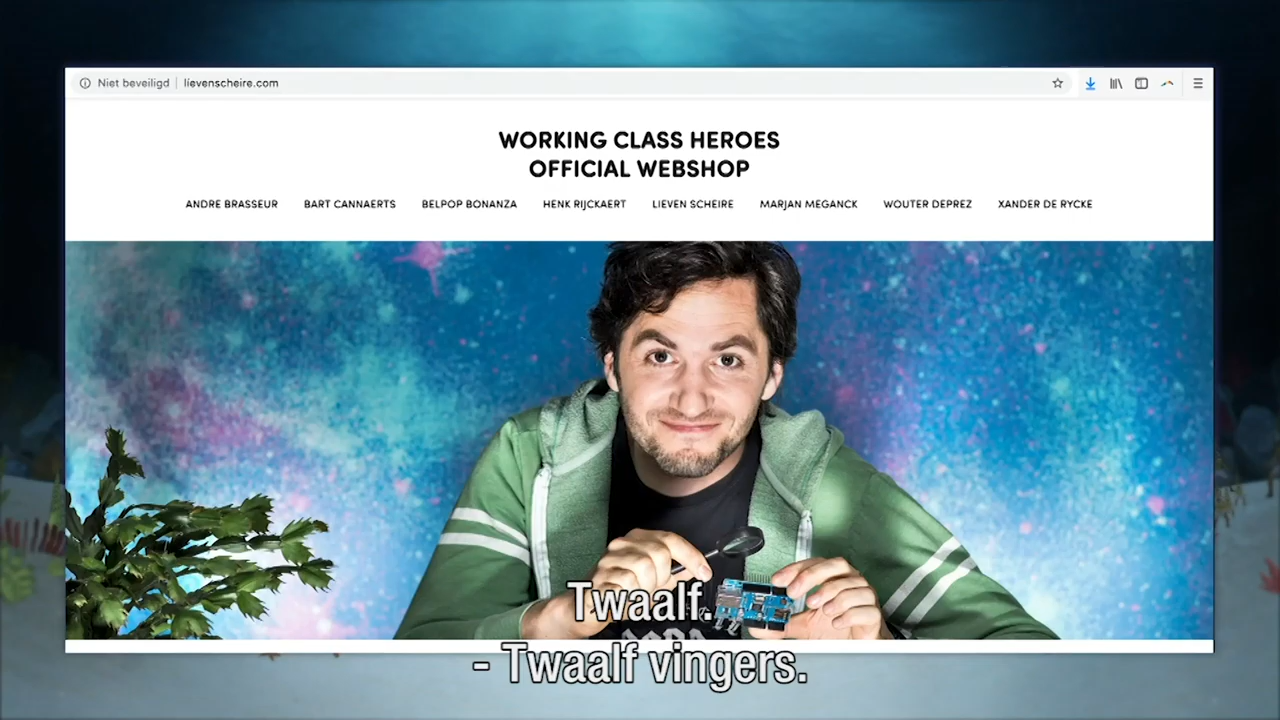 Niet beveiligd | lievenscheire.com
WORKING CLASS HEROES
OFFICIAL WEBSHOP
ANDRE BRASSEUR BART CANNAERTS BELPOP BONANZA HENK RIJCKAERT LIEVEN SCHEIRE MARJAN MEGANCK WOUTER DEPREZ XANDER DE RYCKE
Twaalf.
- Twaalf vingers.